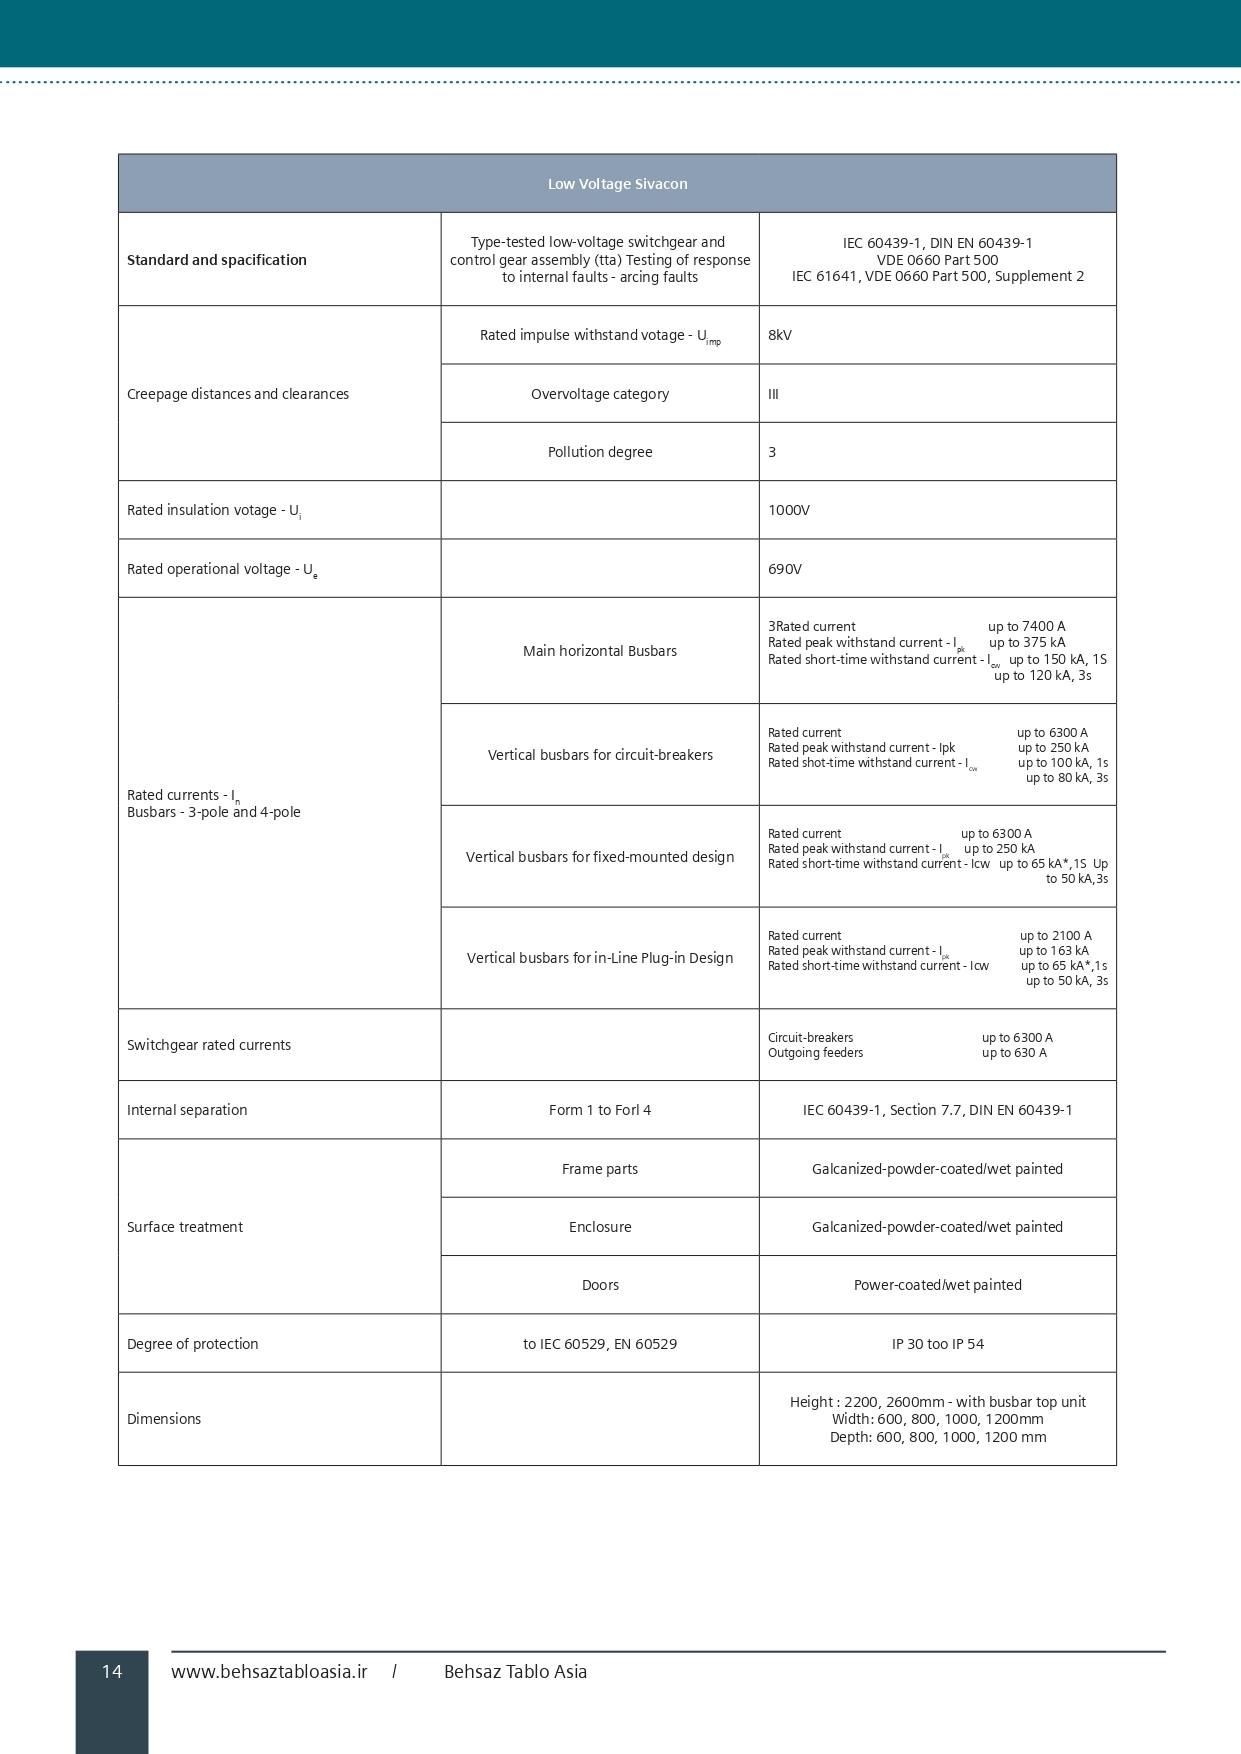 Low Voltage Sivacon
Standard and spacification
Type-tested low-voltage switchgear and
control gear assembly (tta) Testing of response
to internal faults - arcing faults
IEC 60439-1, DIN EN 60439-1
VDE 0660 Part 500
IEC 61641, VDE 0660 Part 500, Supplement 2
Creepage distances and clearances
Rated impulse withstand votage - Uimp
8kV
Overvoltage category
III
Pollution degree
3
Rated insulation votage - Ui
1000V
Rated operational voltage - Ue
690V
Rated currents - In
Busbars - 3-pole and 4-pole
Main horizontal Busbars
3Rated current up to 7400 A
Rated peak withstand current - Ipk up to 375 kA
Rated short-time withstand current - Icw up to 150 kA, 1S
up to 120 kA, 3s
Vertical busbars for circuit-breakers
Rated current up to 6300 A
Rated peak withstand current - Ipk up to 250 kA
Rated shot-time withstand current - Icw up to 100 kA, 1s
up to 80 kA, 3s
Vertical busbars for fixed-mounted design
Rated current up to 6300 A
Rated peak withstand current - Ipk up to 250 kA
Rated short-time withstand current - Icw up to 65 kA*,1S Up
to 50 kA,3s
Vertical busbars for in-Line Plug-in Design
Rated current up to 2100 A
Rated peak withstand current - Ipk up to 163 kA
Rated short-time withstand current - Icw up to 65 kA*,1s
up to 50 kA, 3s
Switchgear rated currents
Circuit-breakers up to 6300 A
Outgoing feeders up to 630 A
Internal separation
Form 1 to Forl 4
IEC 60439-1, Section 7.7, DIN EN 60439-1
Surface treatment
Frame parts
Galcanized-powder-coated/wet painted
Enclosure
Galcanized-powder-coated/wet painted
Doors
Power-coated/wet painted
Degree of protection
to IEC 60529, EN 60529
IP 30 too IP 54
Dimensions
Height : 2200, 2600mm - with busbar top unit
Width: 600, 800, 1000, 1200mm
Depth: 600, 800, 1000, 1200 mm
14 www.behsaztabloasia.ir / Behsaz Tablo Asia